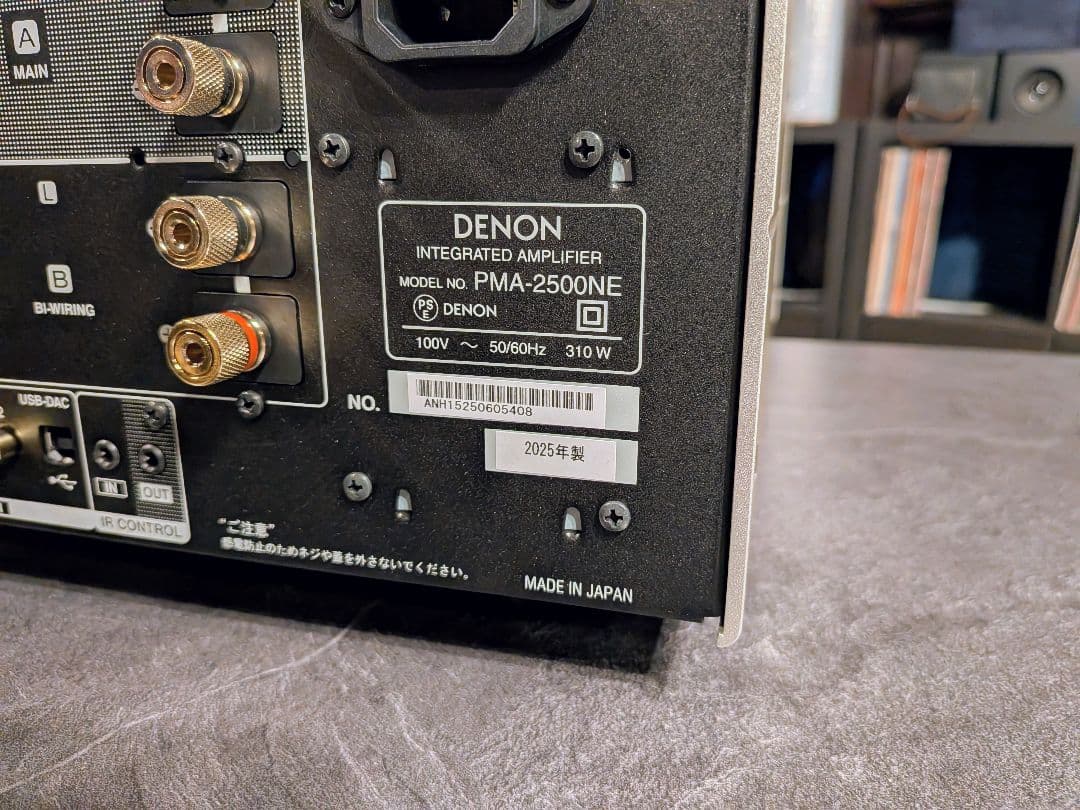 A
MAIN
L
B
BI-WIRING
DENON
INTEGRATED AMPLIFIER
MODEL NO. PMA-2500NE
PS
E
DENON
100V ～ 50/60Hz 310 W
NO.
ANH15250605408
2025年製
USB-DAC
IN
OUT
IR CONTROL
"ご注意"
感電防止のためネジや蓋を外さないでください。
MADE IN JAPAN